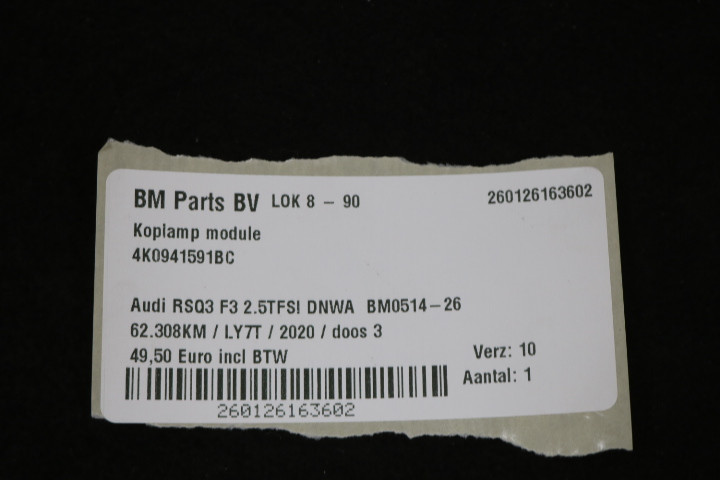 BM Parts BV LOK 8 - 90 260126163602
Koplamp module
4K0941591BC
Audi RSQ3 F3 2.5TFSI DNWA BM0514-26
62.308KM / LY7T / 2020 / doos 3
49,50 Euro incl BTW Verz: 10
Aantal: 1
260126163602